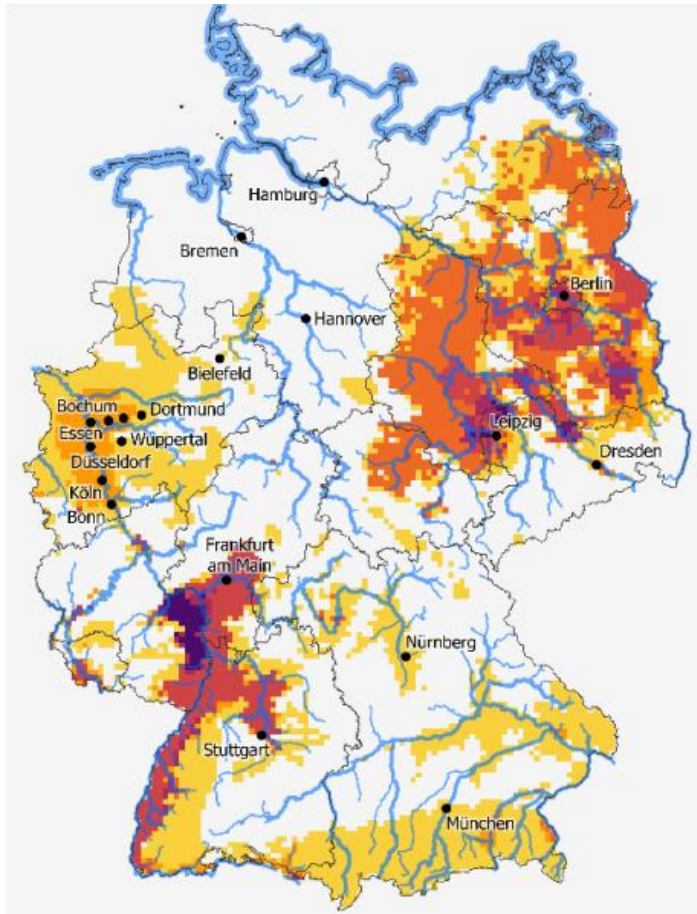 Hamburg
Bremen
Berlin
Hannover
Bielefeld
Bochum
Dortmund
Essen
Wuppertal
Leipzig
Düsseldorf
Dresden
Köln
Bonn
Frankfurt
am Main
Nürnberg
Stuttgart
München